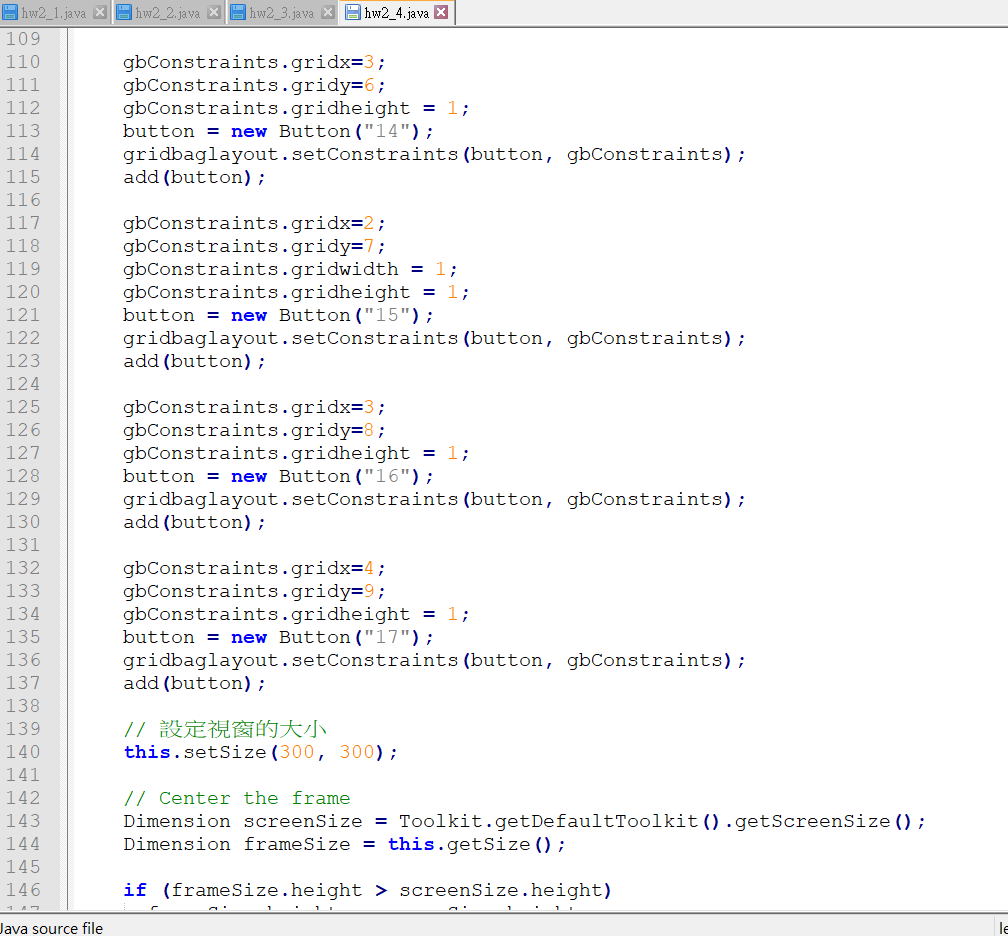 hw2_1.java hw2_2.java hw2_3.java hw2_4.java
109
110 gbConstraints.gridx=3;
111 gbConstraints.gridy=6;
112 gbConstraints.gridheight = 1;
113 button = new Button("14");
114 gridbaglayout.setConstraints(button, gbConstraints);
115 add(button);
116
117 gbConstraints.gridx=2;
118 gbConstraints.gridy=7;
119 gbConstraints.gridwidth = 1;
120 gbConstraints.gridheight = 1;
121 button = new Button("15");
122 gridbaglayout.setConstraints(button, gbConstraints);
123 add(button);
124
125 gbConstraints.gridx=3;
126 gbConstraints.gridy=8;
127 gbConstraints.gridheight = 1;
128 button = new Button("16");
129 gridbaglayout.setConstraints(button, gbConstraints);
130 add(button);
131
132 gbConstraints.gridx=4;
133 gbConstraints.gridy=9;
134 gbConstraints.gridheight = 1;
135 button = new Button("17");
136 gridbaglayout.setConstraints(button, gbConstraints);
137 add(button);
138
139 // 設定視窗的大小
140 this.setSize(300, 300);
141
142 // Center the frame
143 Dimension screenSize = Toolkit.getDefaultToolkit().getScreenSize();
144 Dimension frameSize = this.getSize();
145
146 if (frameSize.height > screenSize.height)
Java source file